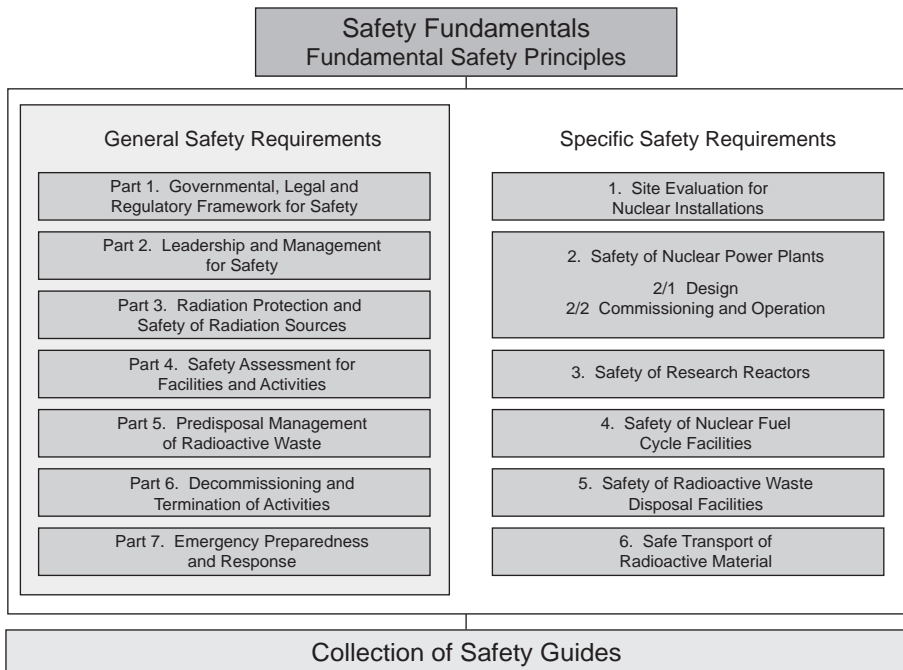 Safety Fundamentals
Fundamental Safety Principles
General Safety Requirements
Part 1. Governmental, Legal and
Regulatory Framework for Safety
Part 2. Leadership and Management
for Safety
Part 3. Radiation Protection and
Safety of Radiation Sources
Part 4. Safety Assessment for
Facilities and Activities
Part 5. Predisposal Management
of Radioactive Waste
Part 6. Decommissioning and
Termination of Activities
Part 7. Emergency Preparedness
and Response
Specific Safety Requirements
1. Site Evaluation for
Nuclear Installations
2. Safety of Nuclear Power Plants
2/1 Design
2/2 Commissioning and Operation
3. Safety of Research Reactors
4. Safety of Nuclear Fuel
Cycle Facilities
5. Safety of Radioactive Waste
Disposal Facilities
6. Safe Transport of
Radioactive Material
Collection of Safety Guides